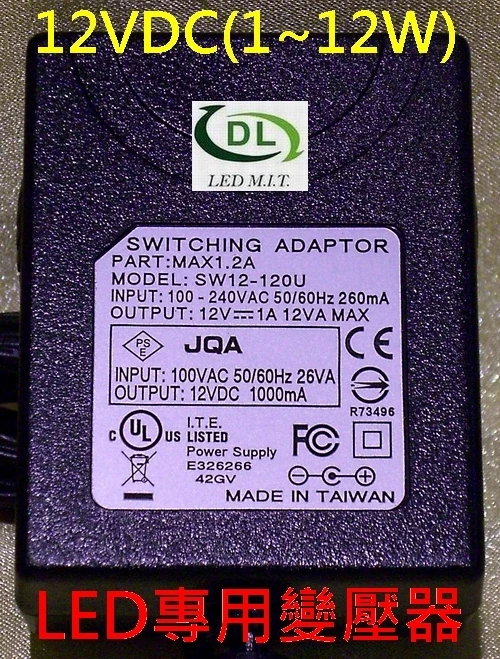 12VDC(1~12W)
DL
LED M.I.T.
SWITCHING ADAPTOR
PART:MAX1.2A
MODEL: SW12-120U
INPUT: 100 - 240VAC 50/60Hz 260mA
OUTPUT: 12V⎓1A 12VA MAX
PS
E
JQA
CE
INPUT: 100VAC 50/60Hz 26VA
OUTPUT: 12VDC 1000mA
R73496
C UL US LISTED
I.T.E.
Power Supply
E326266
42GV
FC
MADE IN TAIWAN
LED專用變壓器